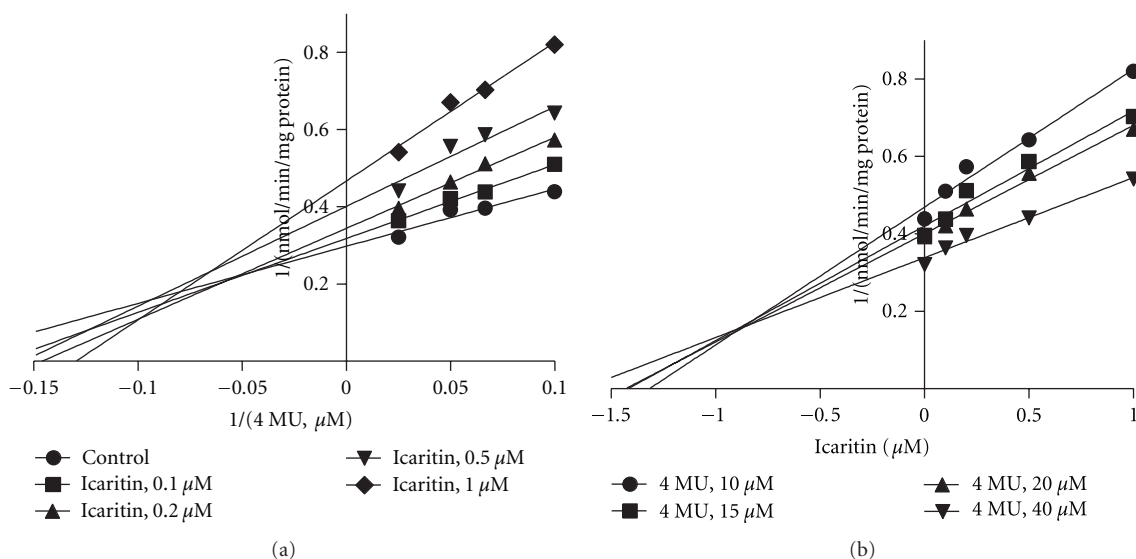 0.8
0.6
0.4
0.2
1/(nmol/min/mg protein)
−0.15 −0.1 −0.05 0 0.05 0.1
1/(4 MU, μM)
Control
Icaritin, 0.1 μM
Icaritin, 0.2 μM
Icaritin, 0.5 μM
Icaritin, 1 μM
(a)
0.8
0.6
0.4
0.2
1/(nmol/min/mg protein)
−1.5 −1 −0.5 0 0.5 1
Icaritin (μM)
4 MU, 10 μM
4 MU, 15 μM
4 MU, 20 μM
4 MU, 40 μM
(b)